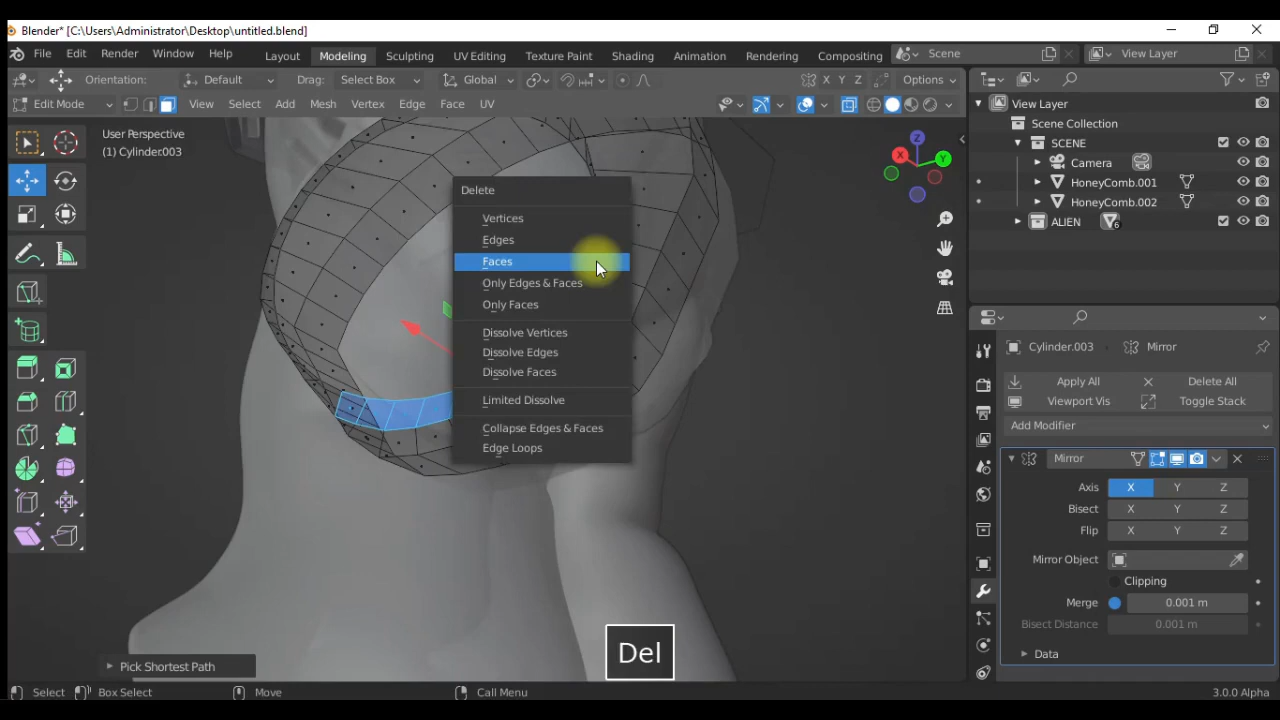 Blender* [C:\Users\Administrator\Desktop\untitled.blend]
File Edit Render Window Help Layout Modeling Sculpting UV Editing Texture Paint Shading Animation Rendering Compositing Scene View Layer
Orientation: Default Drag: Select Box Global X Y Z Options
Edit Mode View Select Add Mesh Vertex Edge Face UV
User Perspective
(1) Cylinder.003
Z
X Y
Delete
Vertices
Edges
Faces
Only Edges & Faces
Only Faces
Dissolve Vertices
Dissolve Edges
Dissolve Faces
Limited Dissolve
Collapse Edges & Faces
Edge Loops
Del
Pick Shortest Path
View Layer
Scene Collection
SCENE
Camera
HoneyComb.001
HoneyComb.002
ALIEN 6
Cylinder.003 Mirror
Apply All Delete All
Viewport Vis Toggle Stack
Add Modifier
Mirror
Axis X Y Z
Bisect X Y Z
Flip X Y Z
Mirror Object
Clipping
Merge 0.001 m
Bisect Distance 0.001 m
Data
Select Box Select Move Call Menu 3.0.0 Alpha